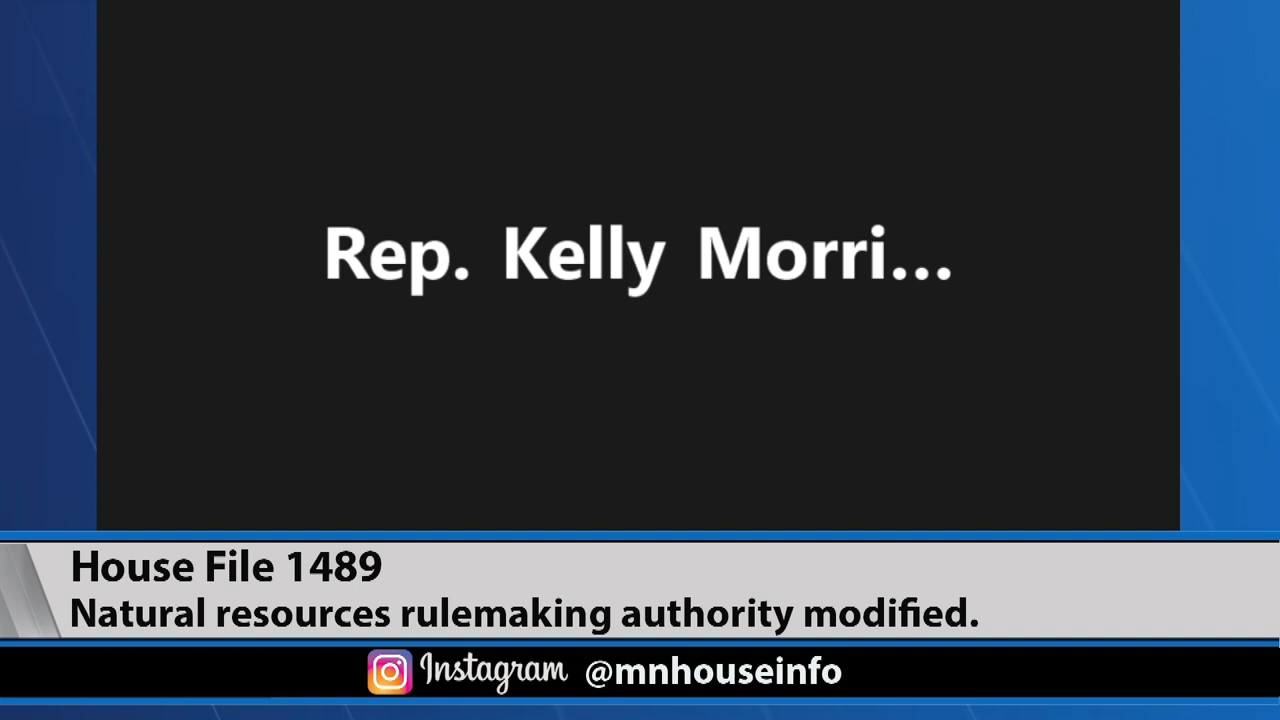 Rep. Kelly Morri...
House File 1489
Natural resources rulemaking authority modified.
Instagram @mnhouseinfo